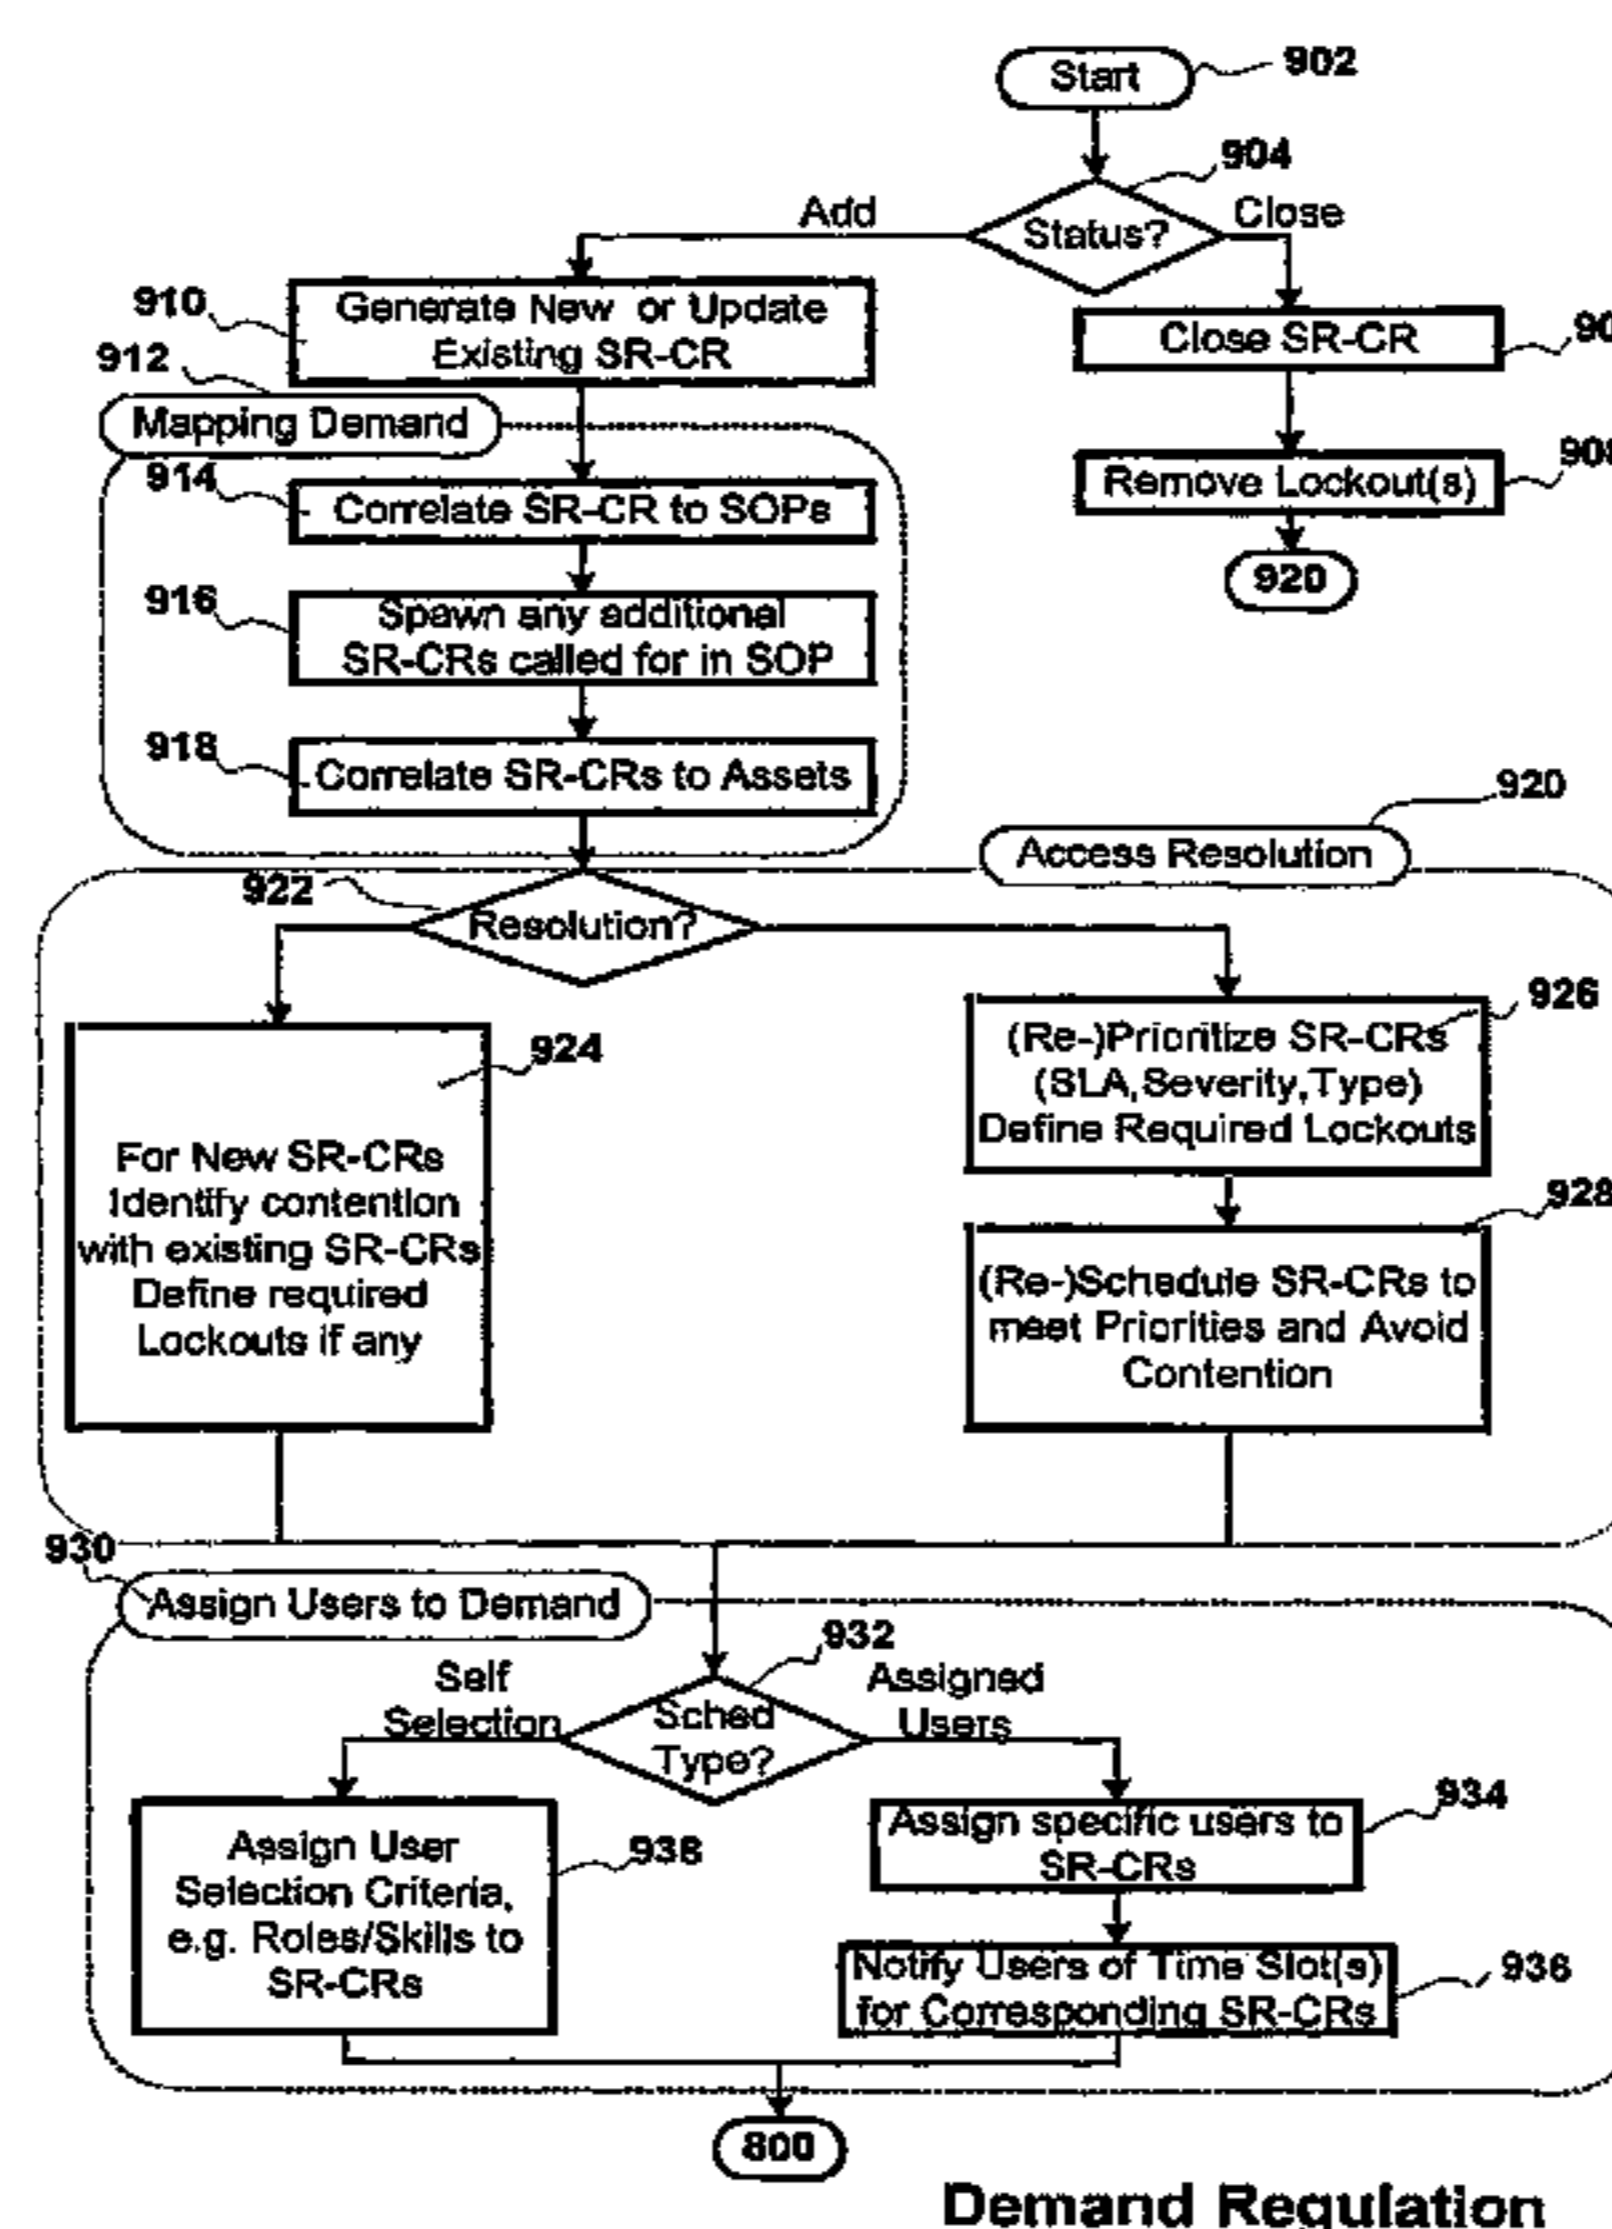 Start
902
904
Add
Status?
Close
910
Generate New or Update
Existing SR-CR
Close SR-CR
912
Mapping Demand
914
Correlate SR-CR to SOPs
Remove Lockout(s)
920
916
Spawn any additional
SR-CRs called for in SOP
918
Correlate SR-CRs to Assets
920
Access Resolution
922
Resolution?
924
For New SR-CRs
Identify contention
with existing SR-CRs
Define required
Lockouts if any
926
(Re-)Prioritize SR-CRs
(SLA,Severity,Type)
Define Required Lockouts
928
(Re-)Schedule SR-CRs to
meet Priorities and Avoid
Contention
930
Assign Users to Demand
932
Self
Selection
Sched
Type?
Assigned
Users
938
Assign User
Selection Criteria,
e.g. Roles/Skills to
SR-CRs
934
Assign specific users to
SR-CRs
936
Notify Users of Time Slot(s)
for Corresponding SR-CRs
800
Demand Regulation